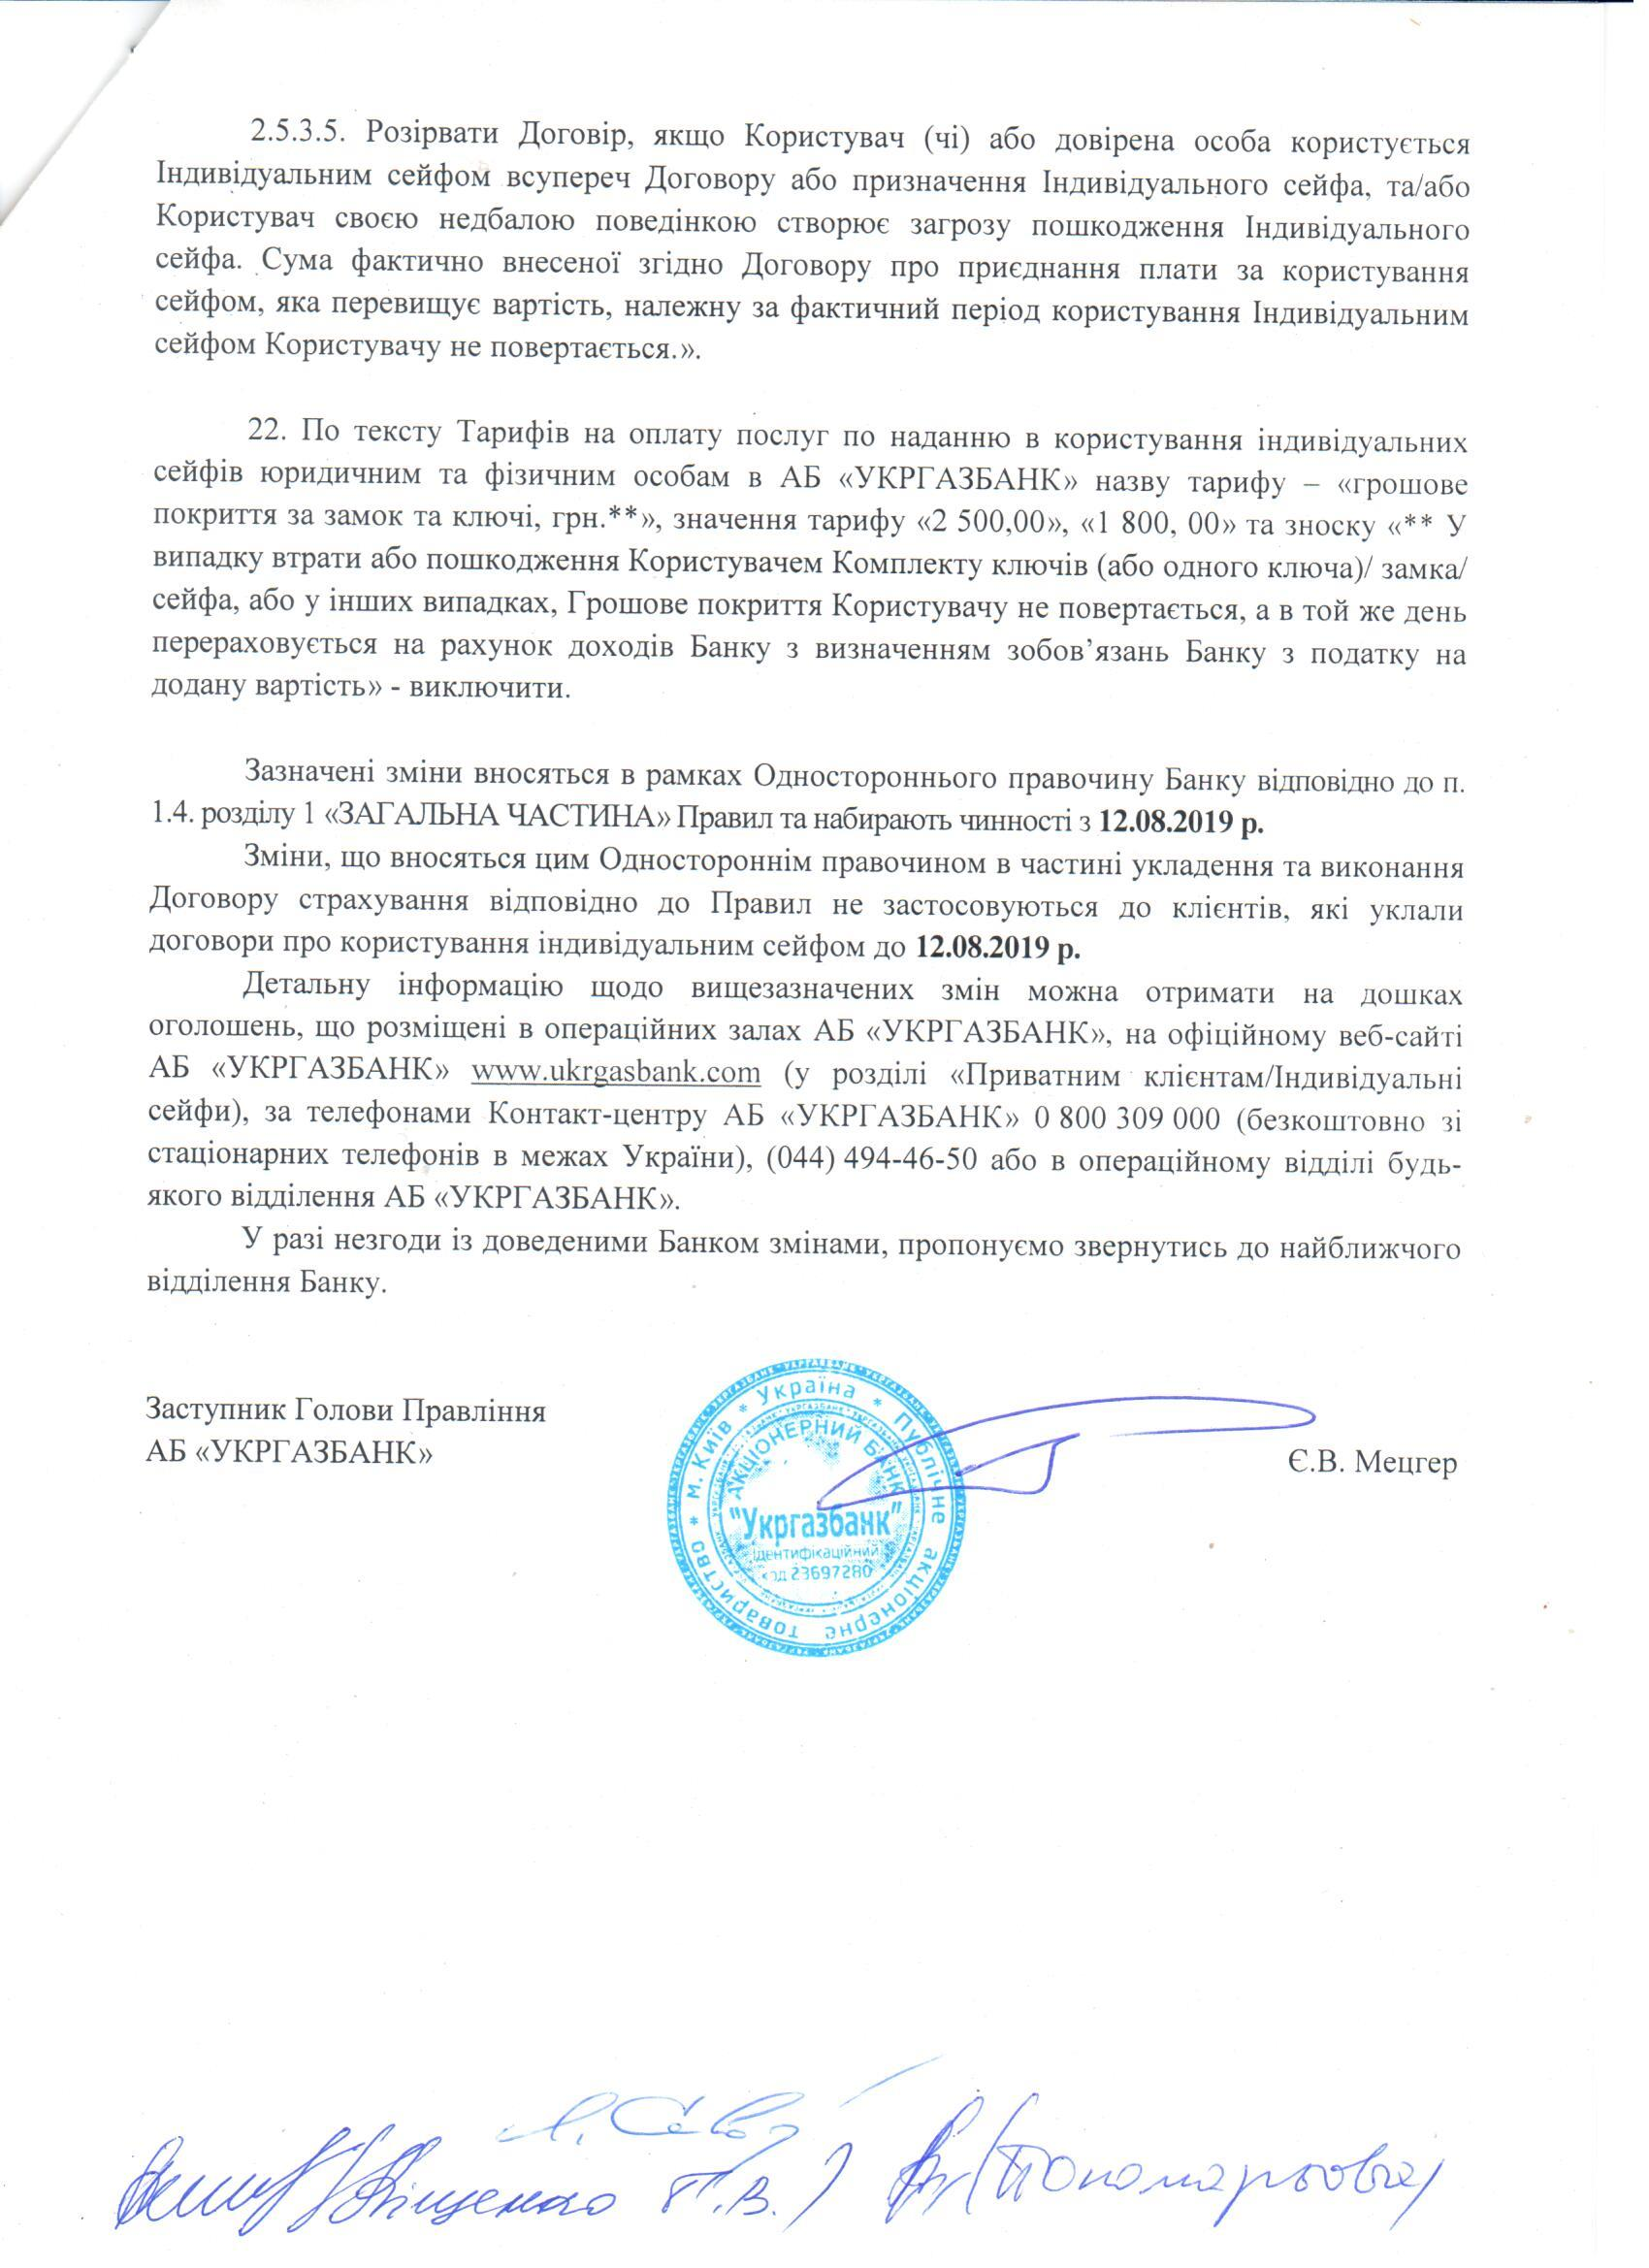 2.5.3.5. Розірвати Договір, якщо Користувач (чі) або довірена особа користується
Індивідуальним сейфом всупереч Договору або призначення Індивідуального сейфа, та/або
Користувач своєю недбалою поведінкою створює загрозу пошкодження Індивідуального
сейфа. Сума фактично внесеної згідно Договору про приєднання плати за користування
сейфом, яка перевищує вартість, належну за фактичний період користування Індивідуальним
сейфом Користувачу не повертається.».
22. По тексту Тарифів на оплату послуг по наданню в користування індивідуальних
сейфів юридичним та фізичним особам в АБ «УКРГАЗБАНК» назву тарифу – «грошове
покриття за замок та ключі, грн.**», значення тарифу «2 500,00», «1 800, 00» та зноску «** У
випадку втрати або пошкодження Користувачем Комплекту ключів (або одного ключа)/ замка/
сейфа, або у інших випадках, Грошове покриття Користувачу не повертається, а в той же день
перераховується на рахунок доходів Банку з визначенням зобов’язань Банку з податку на
додану вартість» - виключити.
Зазначені зміни вносяться в рамках Одностороннього правочину Банку відповідно до п.
1.4. розділу 1 «ЗАГАЛЬНА ЧАСТИНА» Правил та набирають чинності з 12.08.2019 р.
Зміни, що вносяться цим Одностороннім правочином в частині укладення та виконання
Договору страхування відповідно до Правил не застосовуються до клієнтів, які уклали
договори про користування індивідуальним сейфом до 12.08.2019 р.
Детальну інформацію щодо вищезазначених змін можна отримати на дошках
оголошень, що розміщені в операційних залах АБ «УКРГАЗБАНК», на офіційному веб-сайті
АБ «УКРГАЗБАНК» www.ukrgasbank.com (у розділі «Приватним клієнтам/Індивідуальні
сейфи), за телефонами Контакт-центру АБ «УКРГАЗБАНК» 0 800 309 000 (безкоштовно зі
стаціонарних телефонів в межах України), (044) 494-46-50 або в операційному відділі будь-
якого відділення АБ «УКРГАЗБАНК».
У разі незгоди із доведеними Банком змінами, пропонуємо звернутись до найближчого
відділення Банку.
Заступник Голови Правління
АБ «УКРГАЗБАНК»
Є.В. Мецгер
* Україна * Публічне акціонерне товариство * м. Київ
АКЦІОНЕРНИЙ БАНК
"Укргазбанк"
Ідентифікаційний
код 23697280
Віщенко Т.В.)
(Пономарьова)